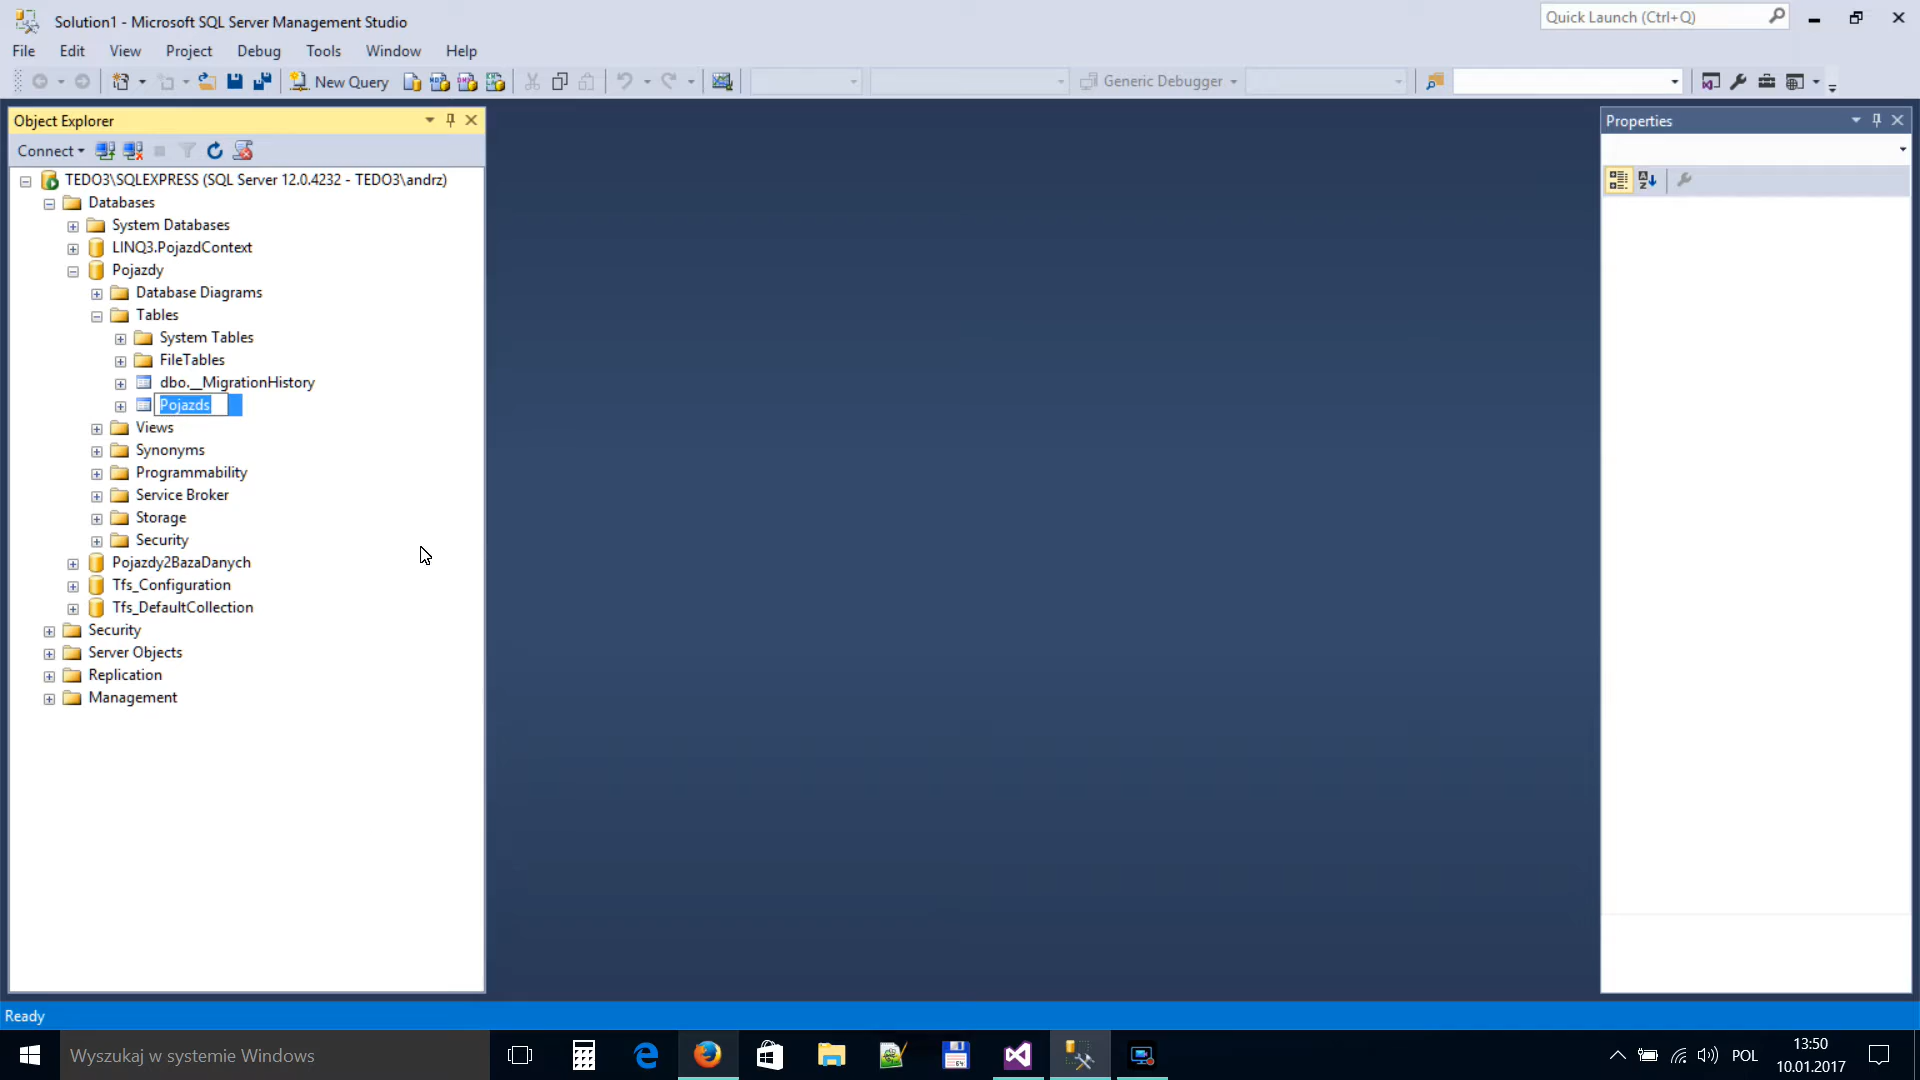 Solution1 - Microsoft SQL Server Management Studio
Quick Launch (Ctrl+Q)
File Edit View Project Debug Tools Window Help
New Query
Generic Debugger
Object Explorer
Properties
Connect
TEDO3\SQLEXPRESS (SQL Server 12.0.4232 - TEDO3\andrz)
Databases
System Databases
LINQ3.PojazdContext
Pojazdy
Database Diagrams
Tables
System Tables
FileTables
dbo.__MigrationHistory
Pojazds
Views
Synonyms
Programmability
Service Broker
Storage
Security
Pojazdy2BazaDanych
Tfs_Configuration
Tfs_DefaultCollection
Security
Server Objects
Replication
Management
Ready
Wyszukaj w systemie Windows
POL
13:50
10.01.2017